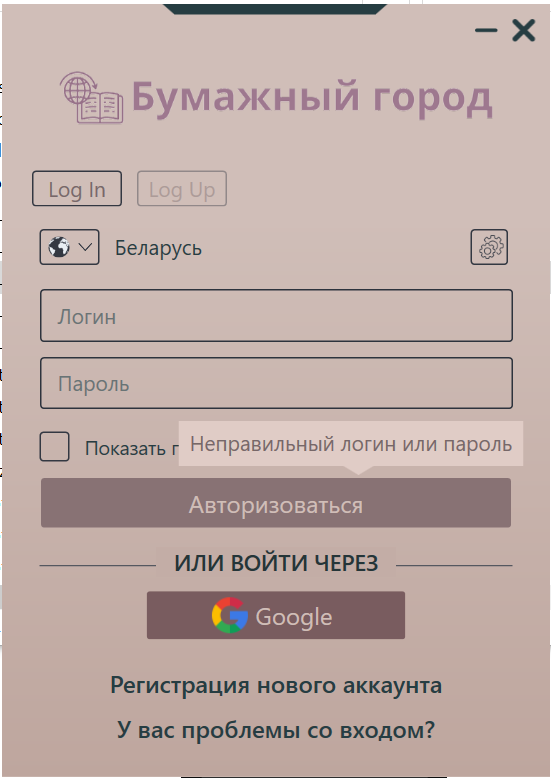 Бумажный город
Log In Log Up
Беларусь
Логин
Пароль
Показать
Неправильный логин или пароль
Авторизоваться
ИЛИ ВОЙТИ ЧЕРЕЗ
Google
Регистрация нового аккаунта
У вас проблемы со входом?